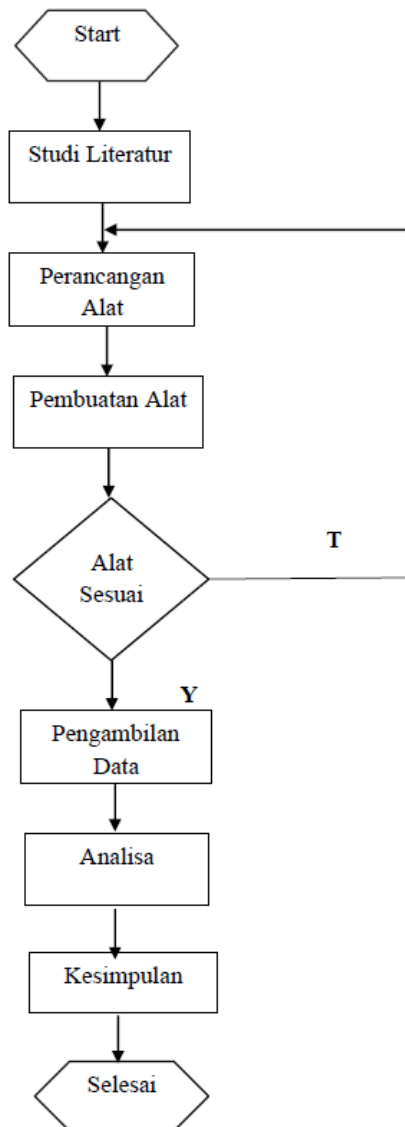 Start
Studi Literatur
Perancangan
Alat
Pembuatan Alat
Alat
Sesuai
T
Y
Pengambilan
Data
Analisa
Kesimpulan
Selesai